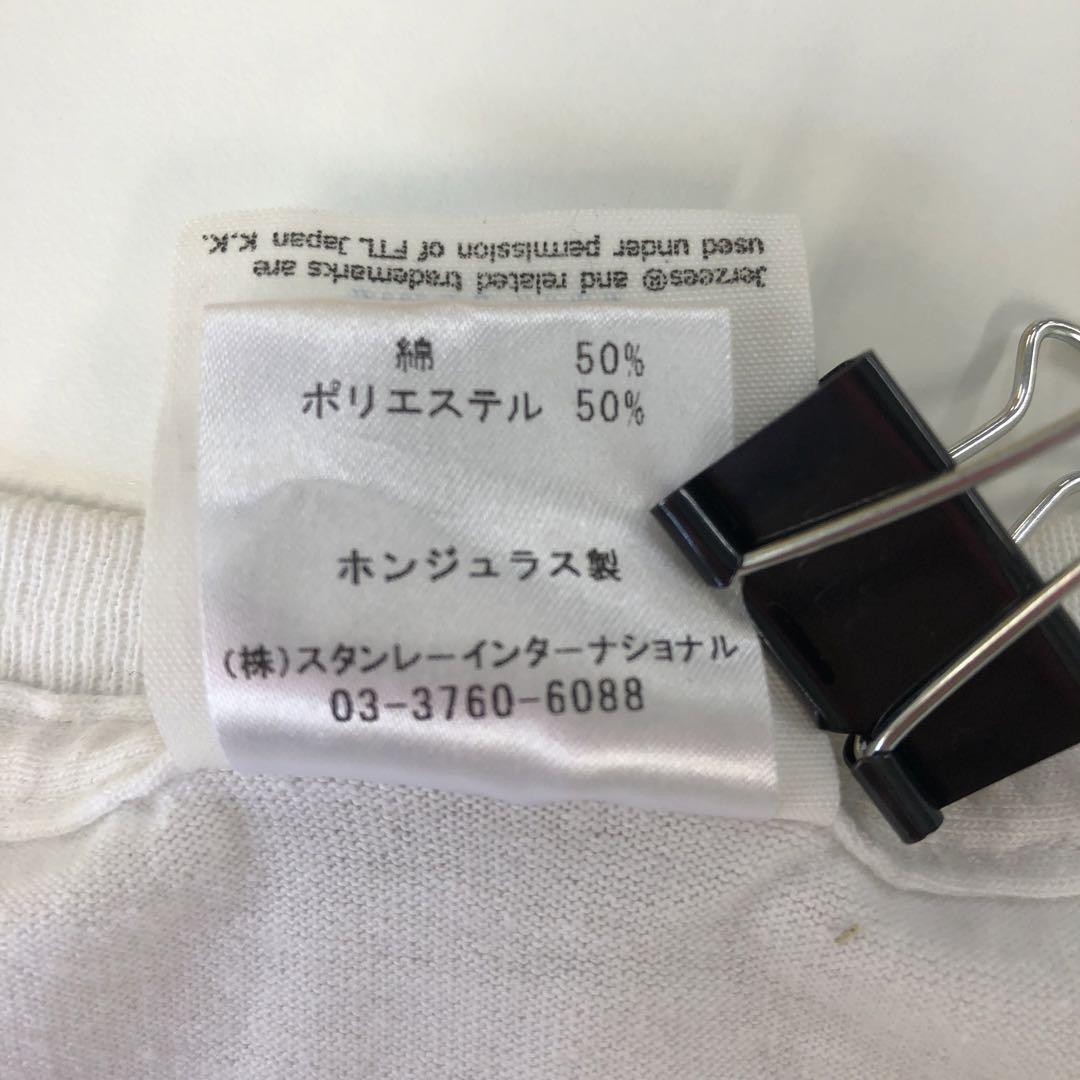 Jerzees® and related trademarks are
used under permission of FTL Japan K.K.
綿 50%
ポリエステル 50%
ホンジュラス製
(株)スタンレーインターナショナル
03-3760-6088